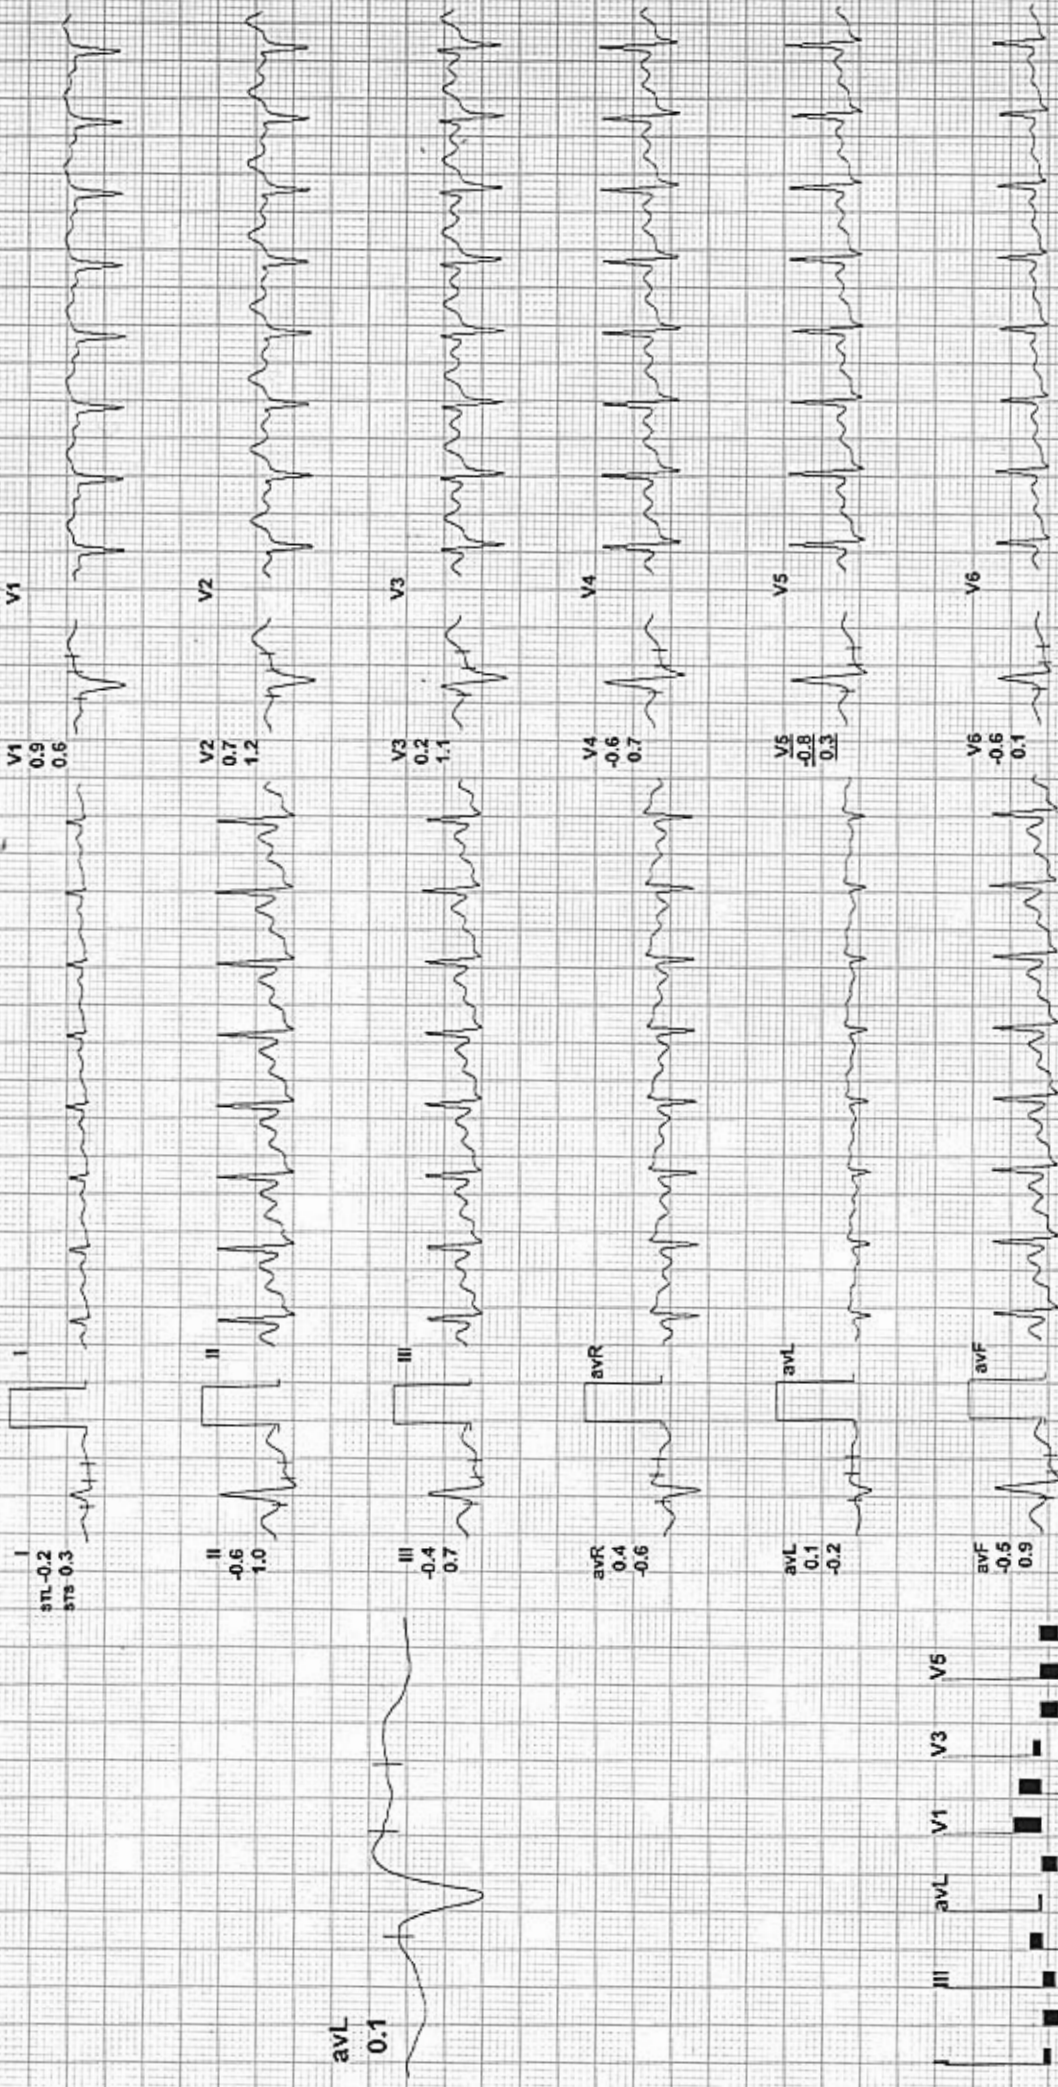 I I V1 V1
STL -0.2 0.9
STS 0.3 0.6
II II V2 V2
-0.6 0.7
1.0 1.2
avL
0.1
III III V3 V3
-0.4 0.2
0.7 1.1
avR avR V4 V4
0.4 -0.6
-0.6 0.7
avL avL V5 V5
0.1 -0.8
-0.2 0.3
I III avL V1 V3 V5
avF avF V6 V6
-0.5 -0.6
0.9 0.1